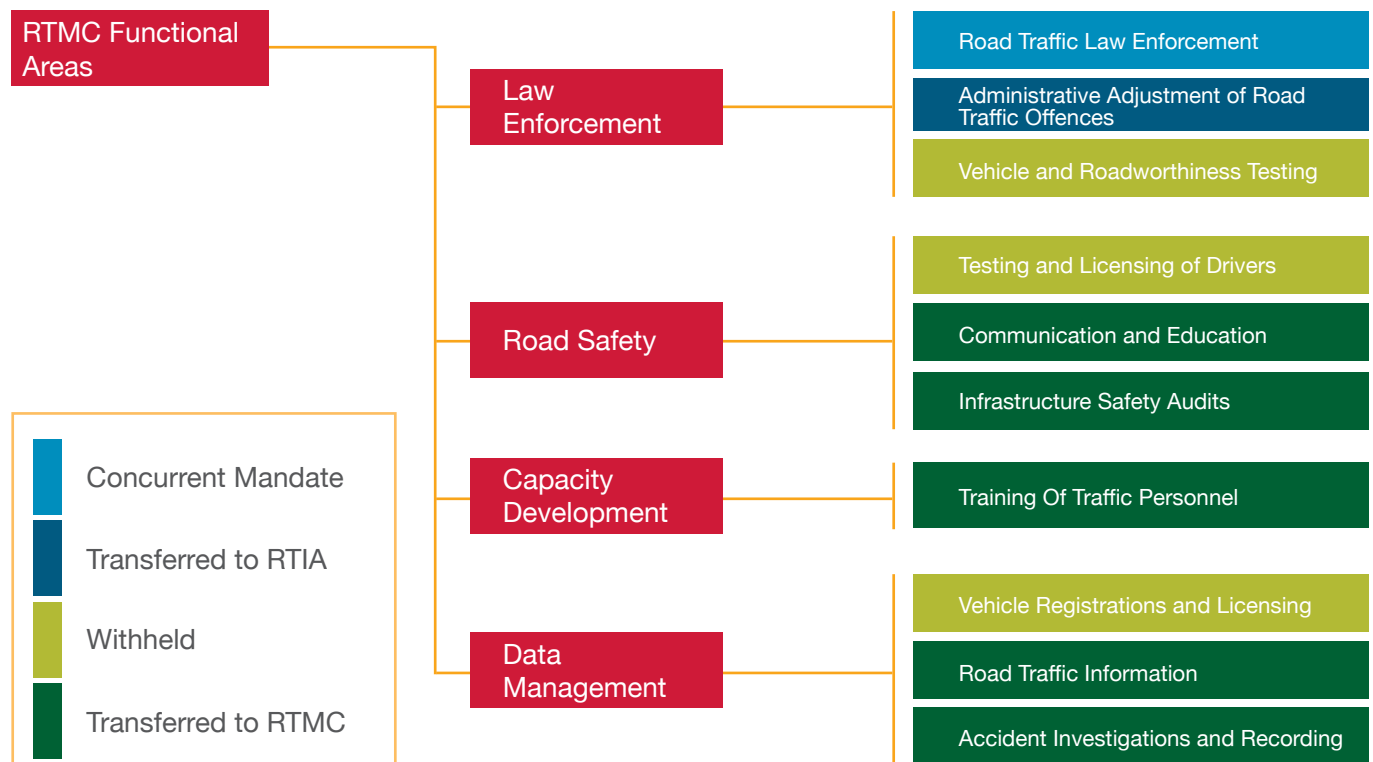 RTMC Functional
Areas
Law
Enforcement
Road Traffic Law Enforcement
Administrative Adjustment of Road
Traffic Offences
Vehicle and Roadworthiness Testing
Road Safety
Testing and Licensing of Drivers
Communication and Education
Infrastructure Safety Audits
Capacity
Development
Training Of Traffic Personnel
Data
Management
Vehicle Registrations and Licensing
Road Traffic Information
Accident Investigations and Recording
Concurrent Mandate
Transferred to RTIA
Withheld
Transferred to RTMC